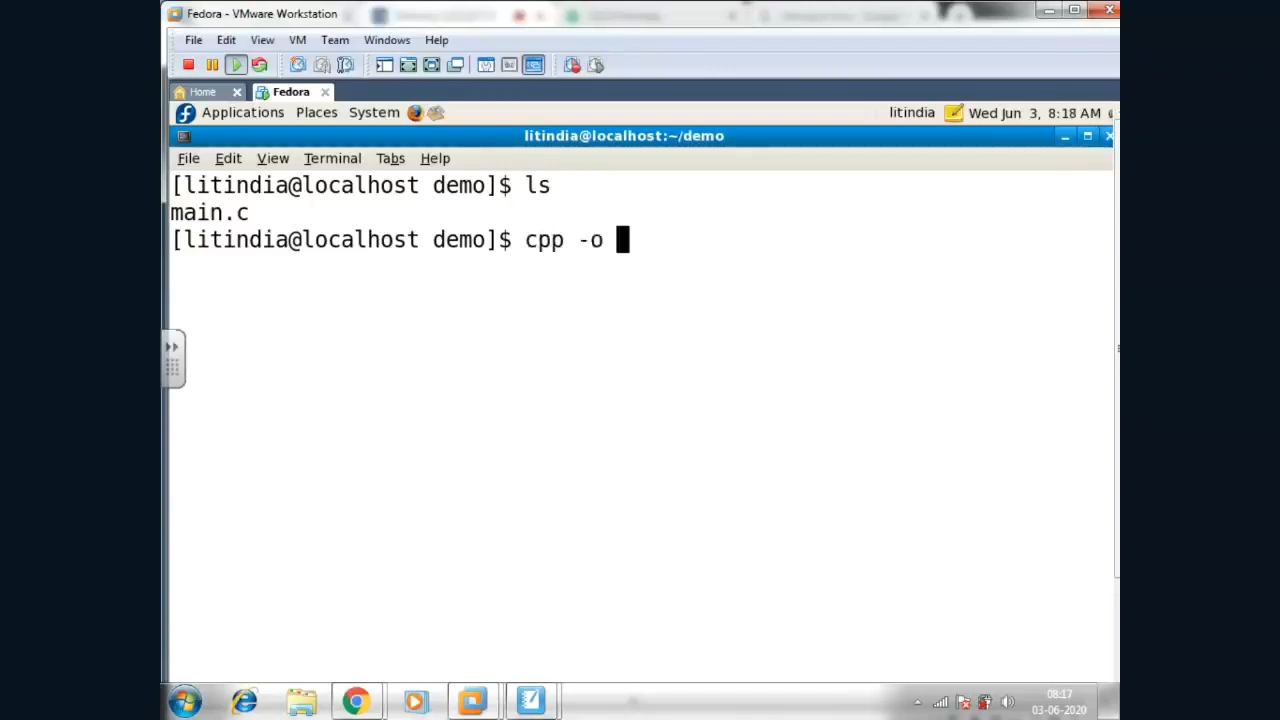 Fedora - VMware Workstation
File Edit View VM Team Windows Help
Home Fedora
Applications Places System litindia Wed Jun 3, 8:18 AM
litindia@localhost:~/demo
File Edit View Terminal Tabs Help
[litindia@localhost demo]$ ls
main.c
[litindia@localhost demo]$ cpp -o
08:17
03-06-2020